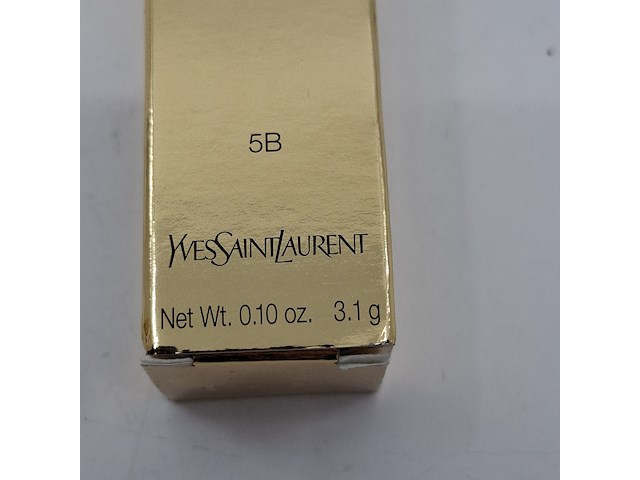 5B
YVESSAINTLAURENT
Net Wt. 0.10 oz. 3.1 g